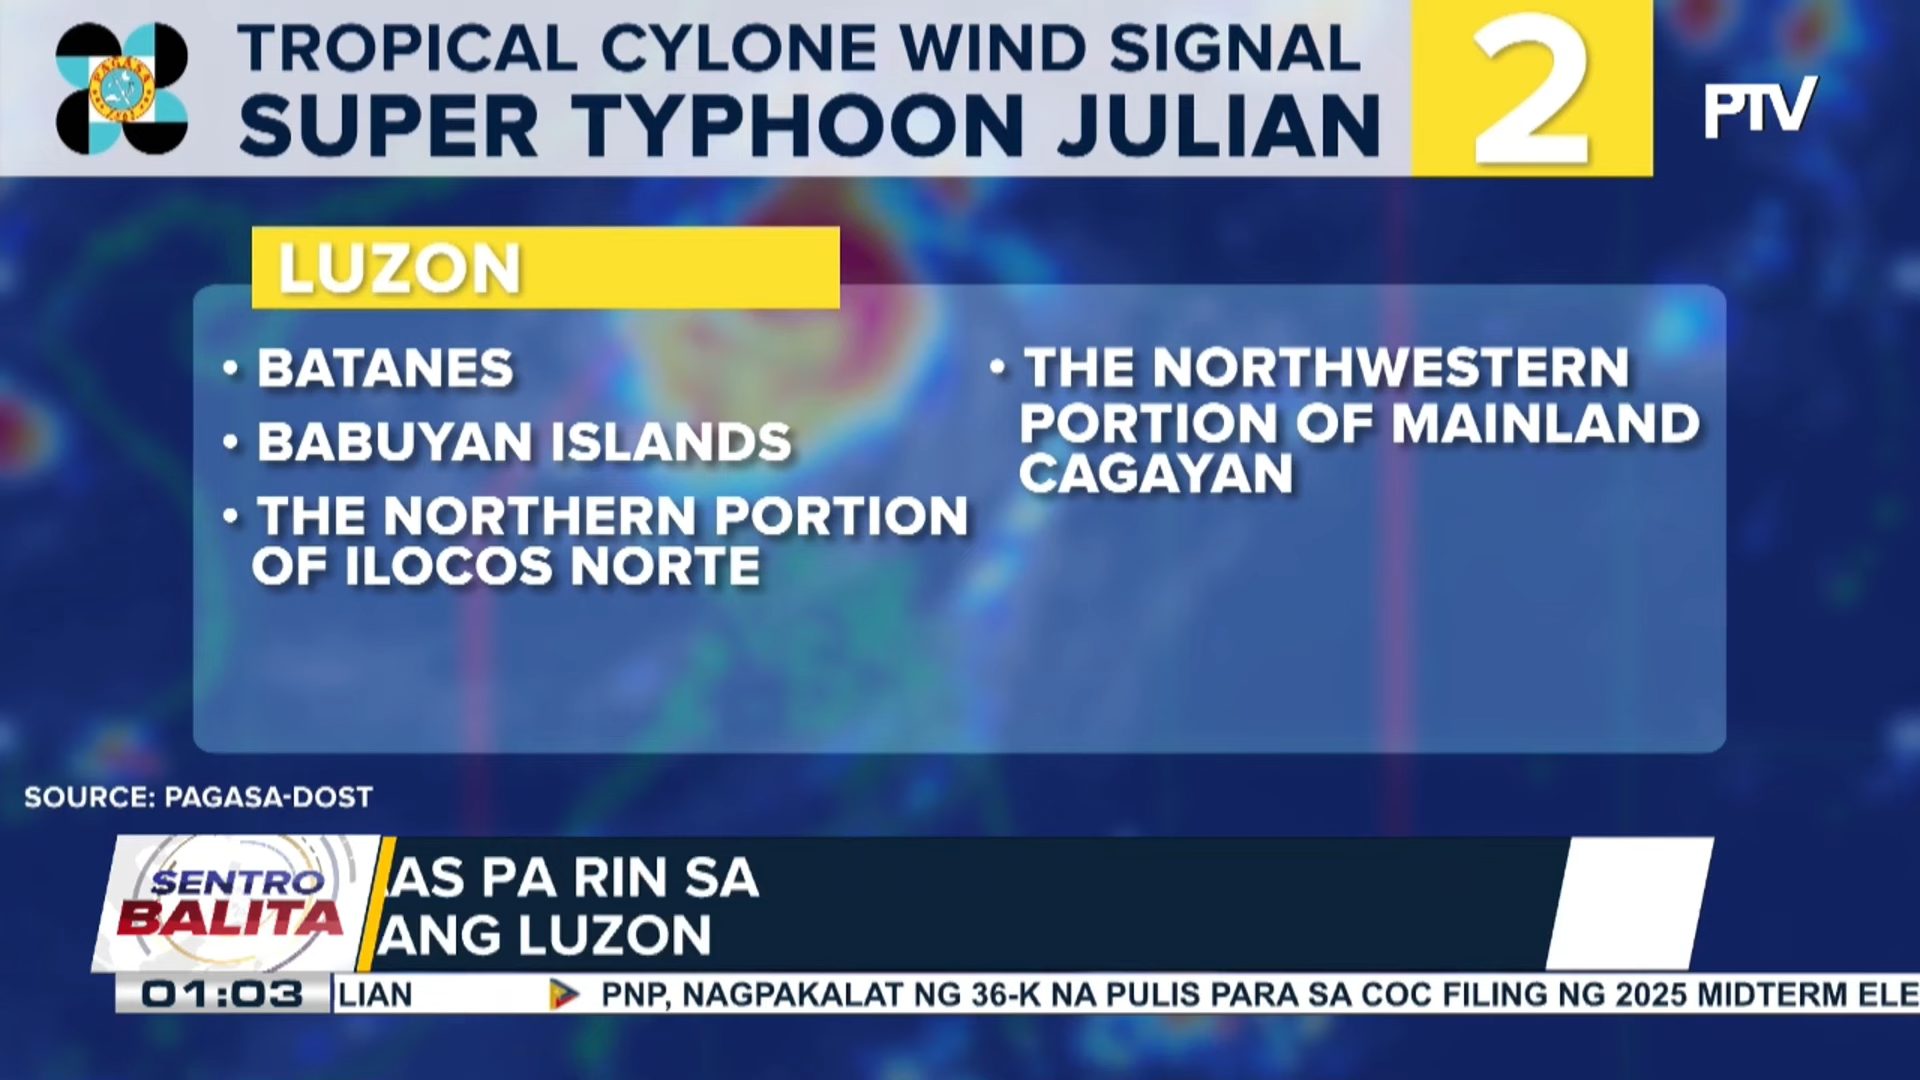 TROPICAL CYLONE WIND SIGNAL
SUPER TYPHOON JULIAN
2
PTV
PAGASA
LUZON
• BATANES
• BABUYAN ISLANDS
• THE NORTHERN PORTION
OF ILOCOS NORTE
• THE NORTHWESTERN
PORTION OF MAINLAND
CAGAYAN
SOURCE: PAGASA-DOST
SENTRO
BALITA
AS PA RIN SA
ANG LUZON
01:03
LIAN
PNP, NAGPAKALAT NG 36-K NA PULIS PARA SA COC FILING NG 2025 MIDTERM ELE